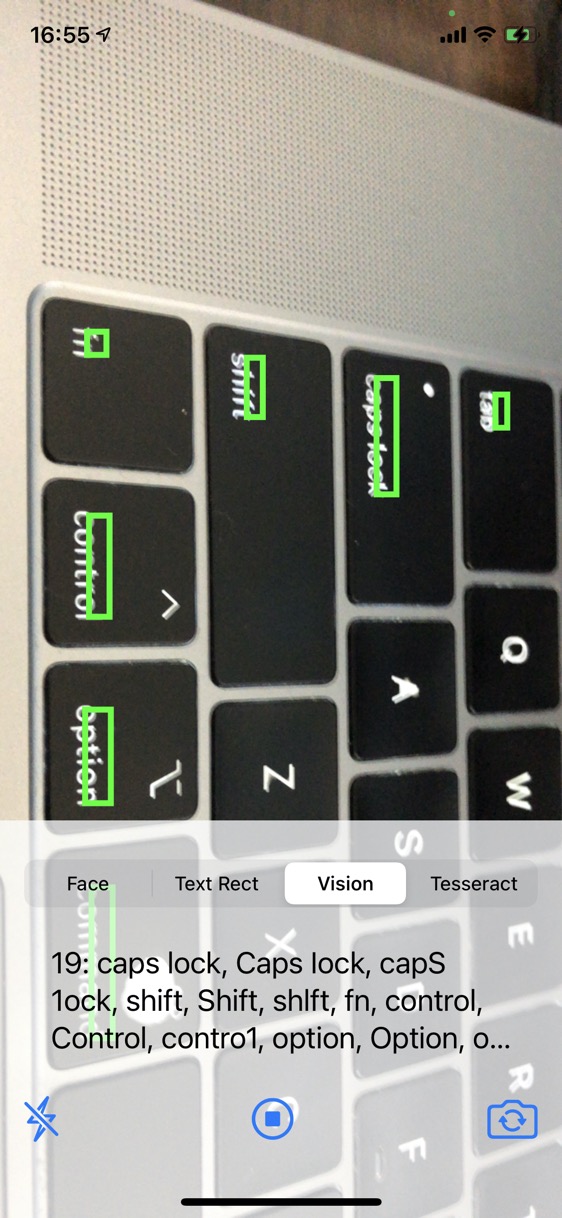 16:55
fn
shift
caps lock
tab
control
option
Q
A
Z
W
S
X
E
R
F
Face
Text Rect
Vision
Tesseract
19: caps lock, Caps lock, capS
1ock, shift, Shift, shlft, fn, control,
Control, contro1, option, Option, o...